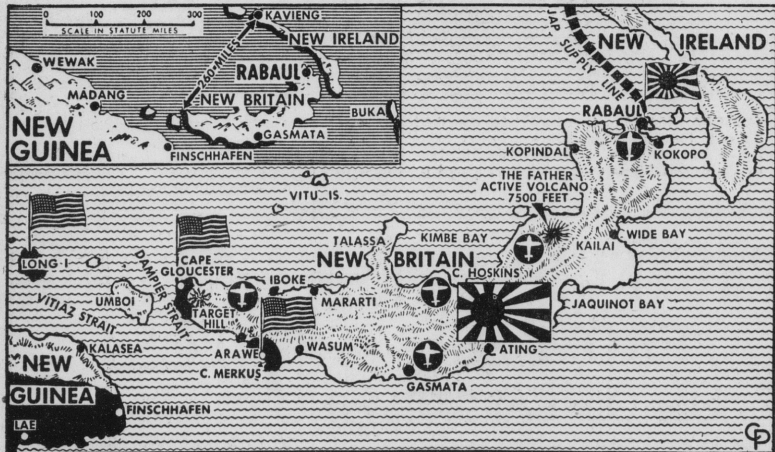 0 100 200 300
SCALE IN STATUTE MILES
KAVIENG
NEW IRELAND
260-MILES
WEWAK
RABAUL
MADANG
NEW BRITAIN
BUKA
NEW
GUINEA
GASMATA
FINSCHHAFEN
JAP SUPPLY LINE
NEW IRELAND
RABAUL
KOPINDAL
KOKOPO
THE FATHER
ACTIVE VOLCANO
7500 FEET
VITU IS.
WIDE BAY
KAILAI
TALASSA
KIMBE BAY
LONG I
CAPE
GLOUCESTER
DAMPIER STRAIT
NEW BRITAIN
C. HOSKINS
UMBOI
IBOKE
MARARTI
JAQUINOT BAY
VITIAZ STRAIT
TARGET
HILL
KALASEA
ARAWE
WASUM
ATING
NEW
GUINEA
C. MERKUS
GASMATA
FINSCHHAFEN
LAE
CP